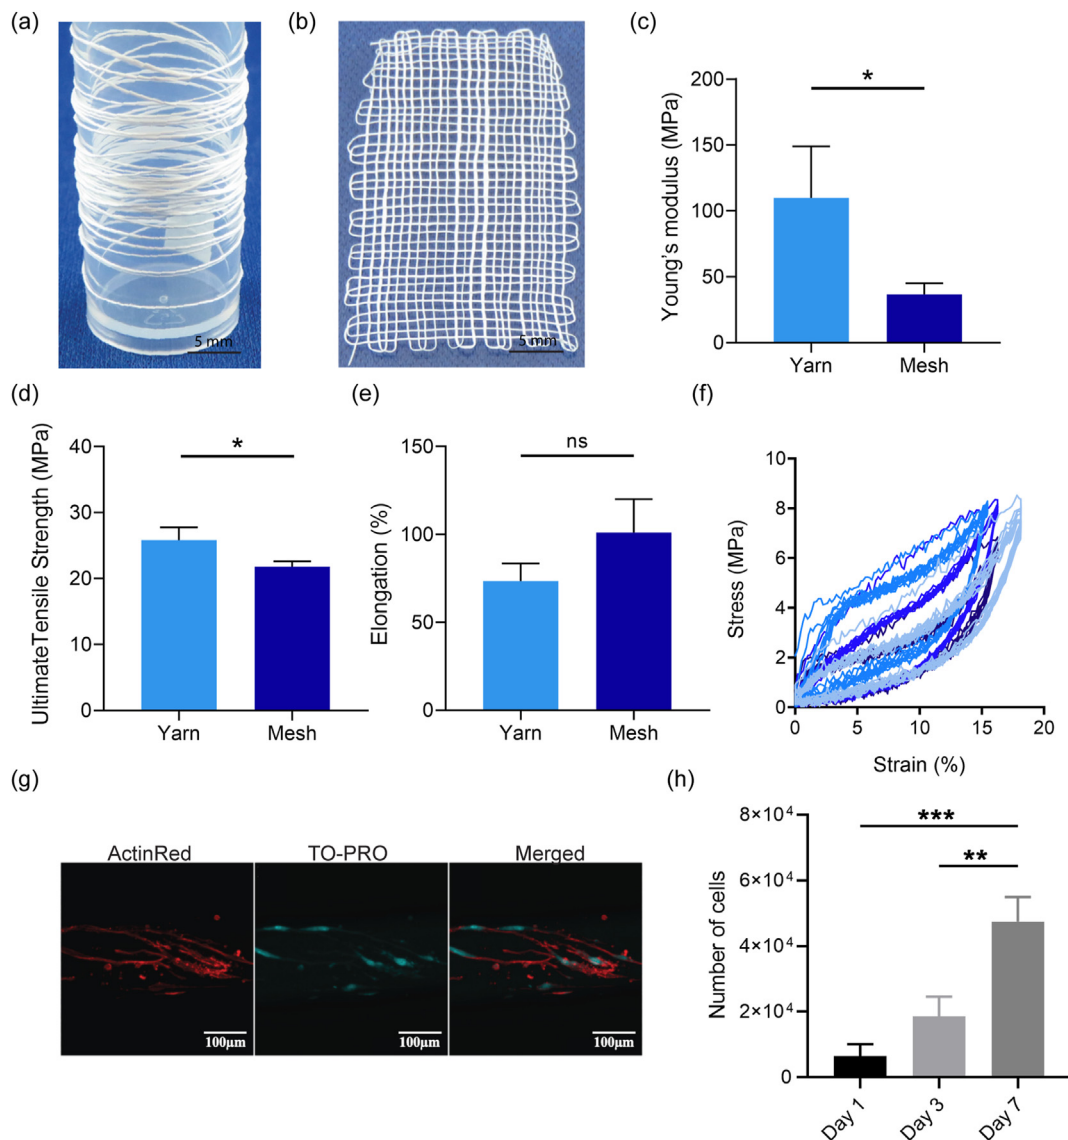 (a)
(b)
(c)
5 mm
5 mm
Young's modulus (MPa)
200
150
100
50
0
*
Yarn
Mesh
(d)
(e)
(f)
UltimateTensile Strength (MPa)
40
30
20
10
0
*
Yarn
Mesh
Elongation (%)
150
100
50
0
ns
Yarn
Mesh
Stress (MPa)
10
8
6
4
2
0
0
5
10
15
20
Strain (%)
(g)
(h)
ActinRed
TO-PRO
Merged
100μm
100μm
100μm
Number of cells
8×10⁴
6×10⁴
4×10⁴
2×10⁴
0
***
**
Day 1
Day 3
Day 7